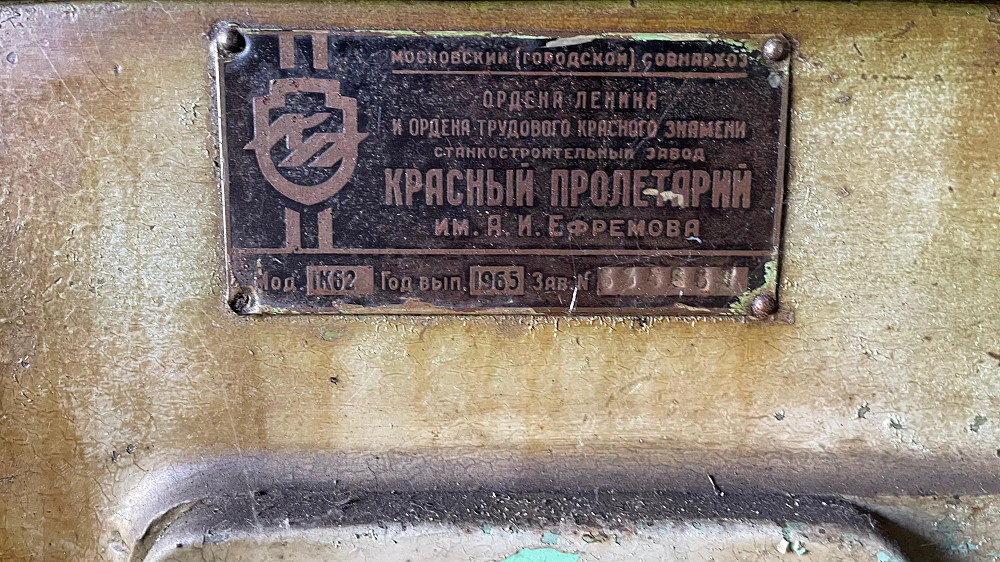 МОСКОВСКИЙ (ГОРОДСКОЙ) СОВНАРХОЗ
ОРДЕНА ЛЕНИНА
И ОРДЕНА ТРУДОВОГО КРАСНОГО ЗНАМЕНИ
СТАНКОСТРОИТЕЛЬНЫЙ ЗАВОД
КРАСНЫЙ ПРОЛЕТАРИЙ
ИМ. А. И. ЕФРЕМОВА
Мод. 1К62 Год вып. 1965 Зав. №